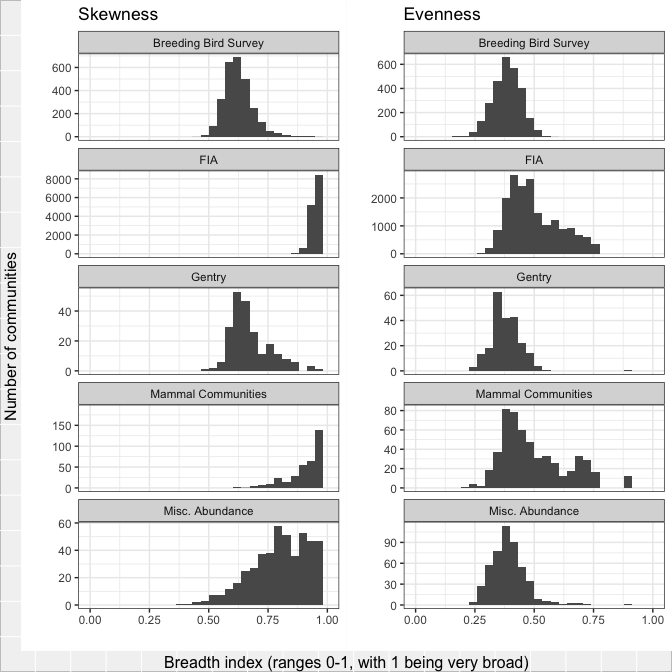 Skewness
Evenness
Number of communities
Breeding Bird Survey
600
400
200
0
Breeding Bird Survey
600
400
200
0
FIA
8000
6000
4000
2000
0
FIA
2000
1000
0
Gentry
40
20
0
Gentry
60
40
20
0
Mammal Communities
150
100
50
0
Mammal Communities
80
60
40
20
0
Misc. Abundance
60
40
20
0
Misc. Abundance
90
60
30
0
0.00 0.25 0.50 0.75 1.00
0.00 0.25 0.50 0.75 1.00
Breadth index (ranges 0-1, with 1 being very broad)